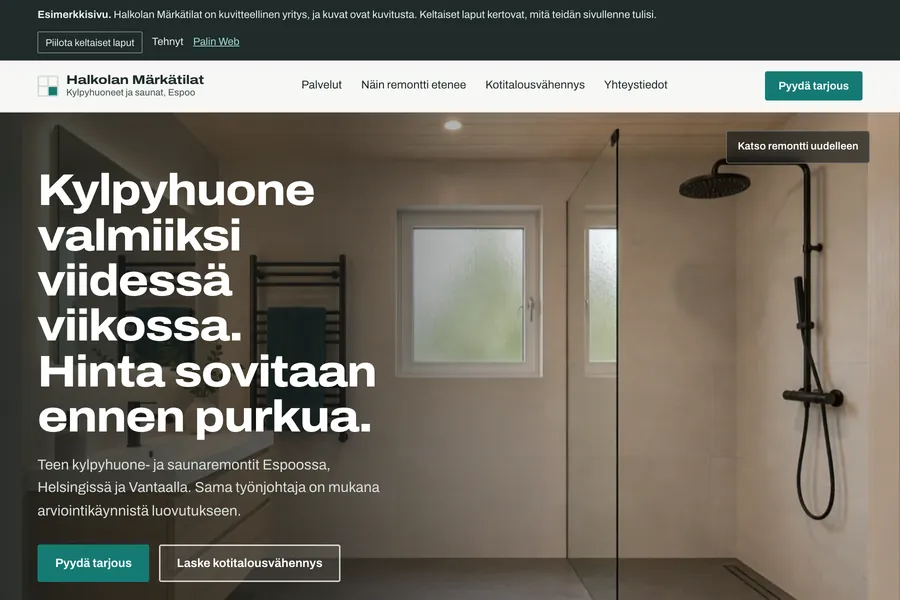 Esimerkkisivu. Halkolan Märkätilat on kuvitteellinen yritys, ja kuvat ovat kuvitusta. Keltaiset laput kertovat, mitä teidän sivullenne tulisi.
Piilota keltaiset laput Tehnyt Palin Web
Halkolan Märkätilat
Kylpyhuoneet ja saunat, Espoo
Palvelut Näin remontti etenee Kotitalousvähennys Yhteystiedot
Pyydä tarjous
Katso remontti uudelleen
Kylpyhuone
valmiiksi
viidessä
viikossa.
Hinta sovitaan
ennen purkua.
Teen kylpyhuone- ja saunaremontit Espoossa,
Helsingissä ja Vantaalla. Sama työnjohtaja on mukana
arviointikäynnistä luovutukseen.
Pyydä tarjous Laske kotitalousvähennys